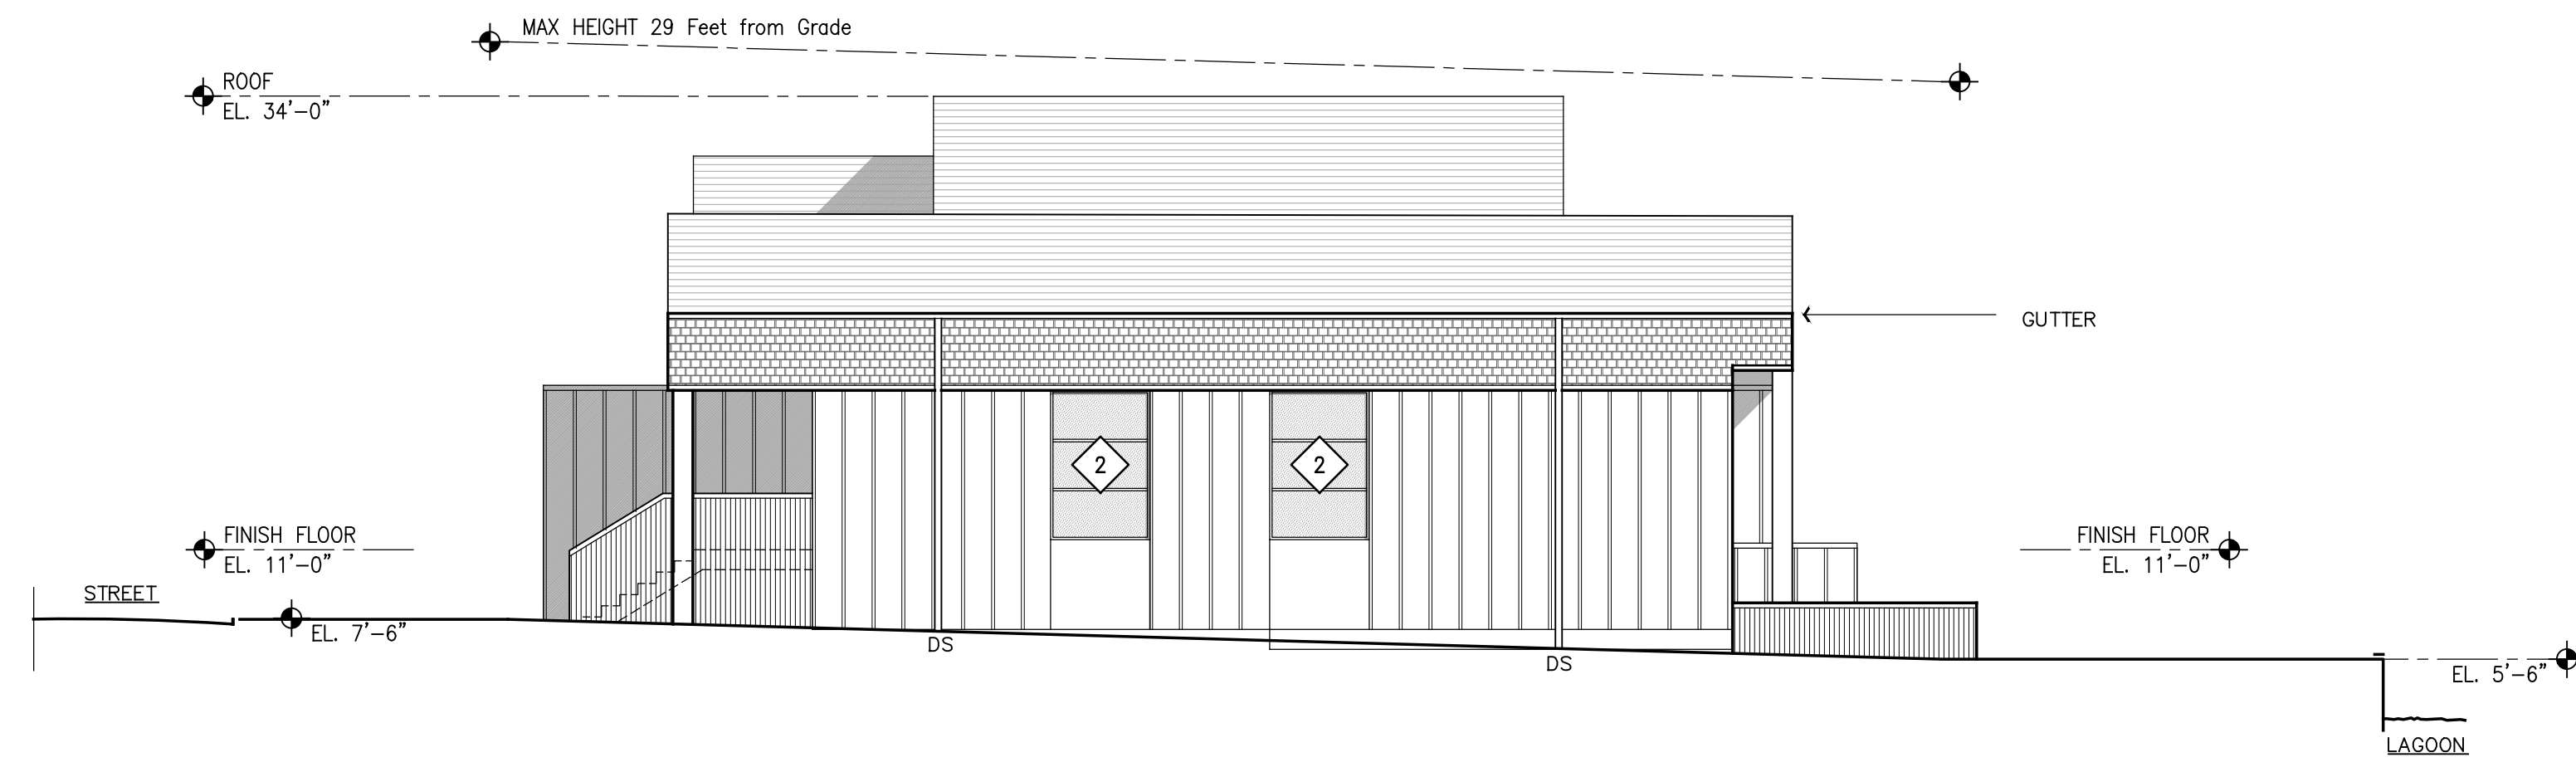 MAX HEIGHT 29 Feet from Grade
ROOF
EL. 34'-0"
GUTTER
2
2
FINISH FLOOR
EL. 11'-0"
FINISH FLOOR
EL. 11'-0"
STREET
EL. 7'-6"
DS
DS
EL. 5'-6"
LAGOON